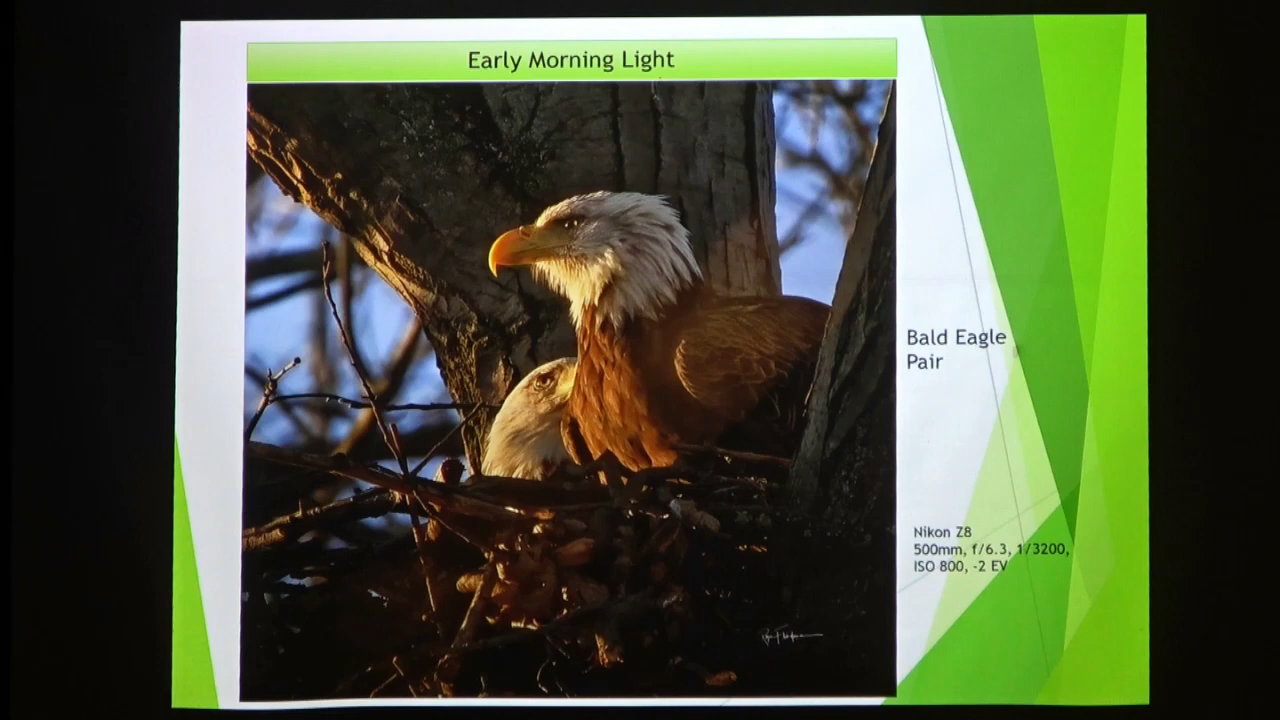 Early Morning Light
Bald Eagle
Pair
Nikon Z8
500mm, f/6.3, 1/3200,
ISO 800, -2 EV